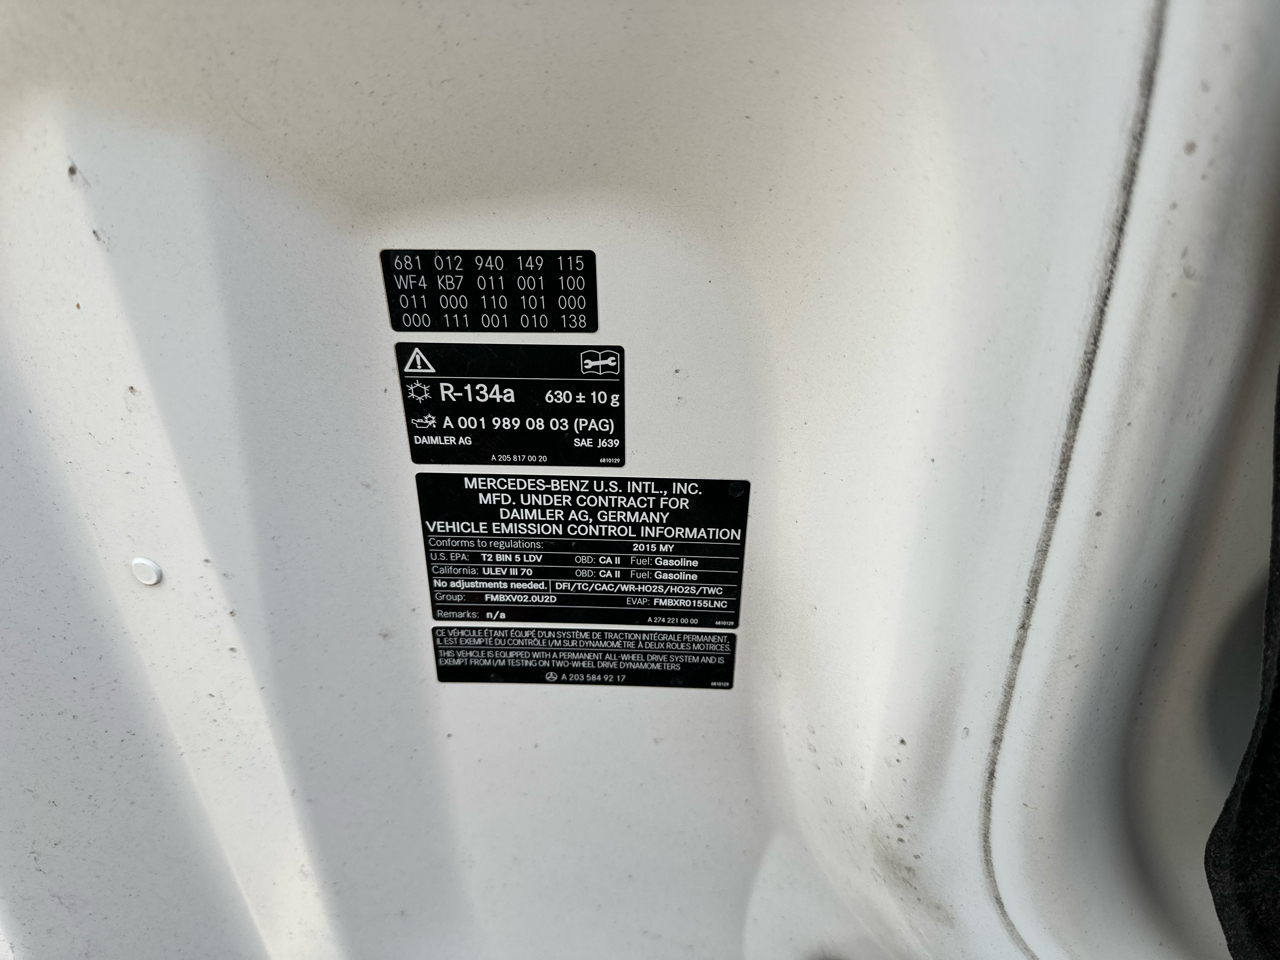 681 012 940 149 115
WF4 KB7 011 001 100
011 000 110 101 000
000 111 001 010 138
R-134a 630 ± 10 g
A 001 989 08 03 (PAG)
DAIMLER AG SAE J639
A 205 817 00 20 6810129
MERCEDES-BENZ U.S. INTL., INC.
MFD. UNDER CONTRACT FOR
DAIMLER AG, GERMANY
VEHICLE EMISSION CONTROL INFORMATION
Conforms to regulations: 2015 MY
U.S. EPA: T2 BIN 5 LDV OBD: CA II Fuel: Gasoline
California: ULEV III 70 OBD: CA II Fuel: Gasoline
No adjustments needed. DFI/TC/CAC/WR-HO2S/HO2S/TWC
Group: FMBXV02.0U2D EVAP: FMBXR0155LNC
Remarks: n/a A 274 221 00 00 6810129
CE VÉHICULE ÉTANT ÉQUIPÉ D'UN SYSTÈME DE TRACTION INTÉGRALE PERMANENT,
IL EST EXEMPTÉ DU CONTRÔLE I/M SUR DYNAMOMÈTRE À DEUX ROUES MOTRICES.
THIS VEHICLE IS EQUIPPED WITH A PERMANENT ALL-WHEEL DRIVE SYSTEM AND IS
EXEMPT FROM I/M TESTING ON TWO-WHEEL DRIVE DYNAMOMETERS
A 203 584 92 17 6810129